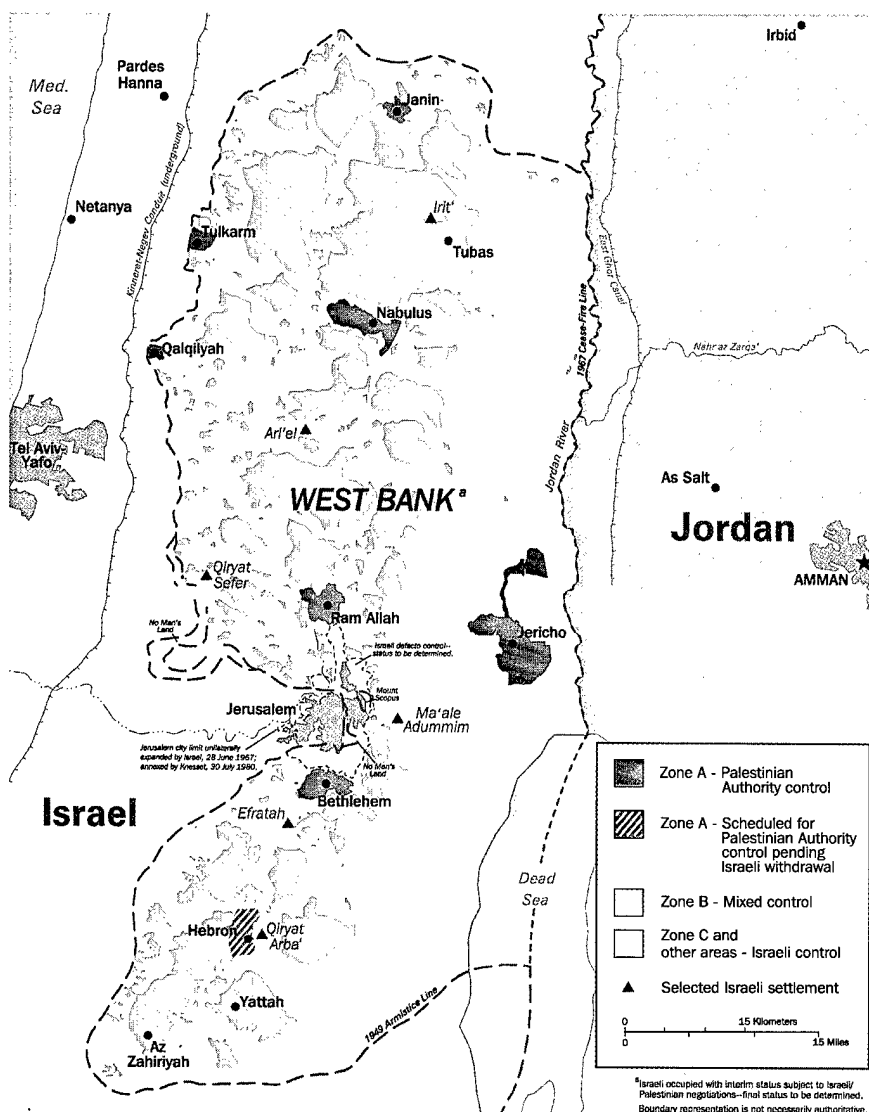 Irbid
Pardes
Hanna
Med.
Sea
Janin
Kinneret-Negev Conduit (underground)
Netanya
Irit'
Tulkarm
Tubas
East Ghor Canal
Nabulus
1967 Cease-Fire Line
Nahr az Zarqa'
Qalqilyah
Ari'el
Jordan River
Tel Aviv-
Yafo
As Salt
WEST BANK a
Jordan
Qiryat
Sefer
AMMAN
Ram Allah
No Man's
Land
Jericho
Israeli defacto control--
status to be determined.
Mount
Scopus
Jerusalem
Ma'ale
Adummim
Jerusalem city limit unilaterally
expanded by Israel, 28 June 1967;
annexed by Knesset, 30 July 1980.
No Man's
Land
Bethlehem
Israel
Efratah
Dead
Sea
Hebron
Qiryat
Arba'
Yattah
1949 Armistice Line
Az
Zahiriyah
Zone A - Palestinian
Authority control
Zone A - Scheduled for
Palestinian Authority
control pending
Israeli withdrawal
Zone B - Mixed control
Zone C and
other areas - Israeli control
Selected Israeli settlement
0 15 Kilometers
0 15 Miles
a Israeli occupied with interim status subject to Israeli/
Palestinian negotiations--final status to be determined.
Boundary representation is not necessarily authoritative.